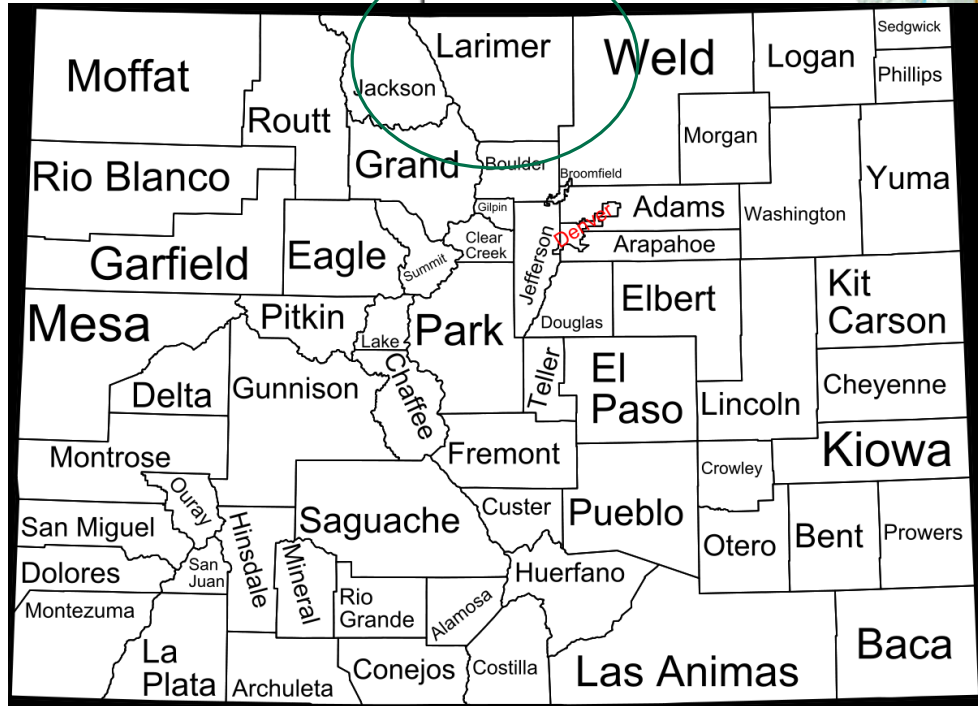 Sedgwick
Larimer
Weld
Logan
Moffat
Phillips
Jackson
Routt
Morgan
Grand
Boulder
Rio Blanco
Broomfield
Yuma
Gilpin
Adams
Washington
Denver
Clear
Creek
Arapahoe
Garfield
Eagle
Summit
Jefferson
Kit
Carson
Elbert
Mesa
Pitkin
Park
Douglas
Lake
Teller
El
Paso
Cheyenne
Delta
Gunnison
Chaffee
Lincoln
Montrose
Fremont
Kiowa
Crowley
Ouray
Custer
Pueblo
San Miguel
Hinsdale
Saguache
Otero
Bent
Prowers
Dolores
San
Juan
Mineral
Huerfano
Montezuma
Rio
Grande
Alamosa
La
Plata
Archuleta
Conejos
Costilla
Las Animas
Baca